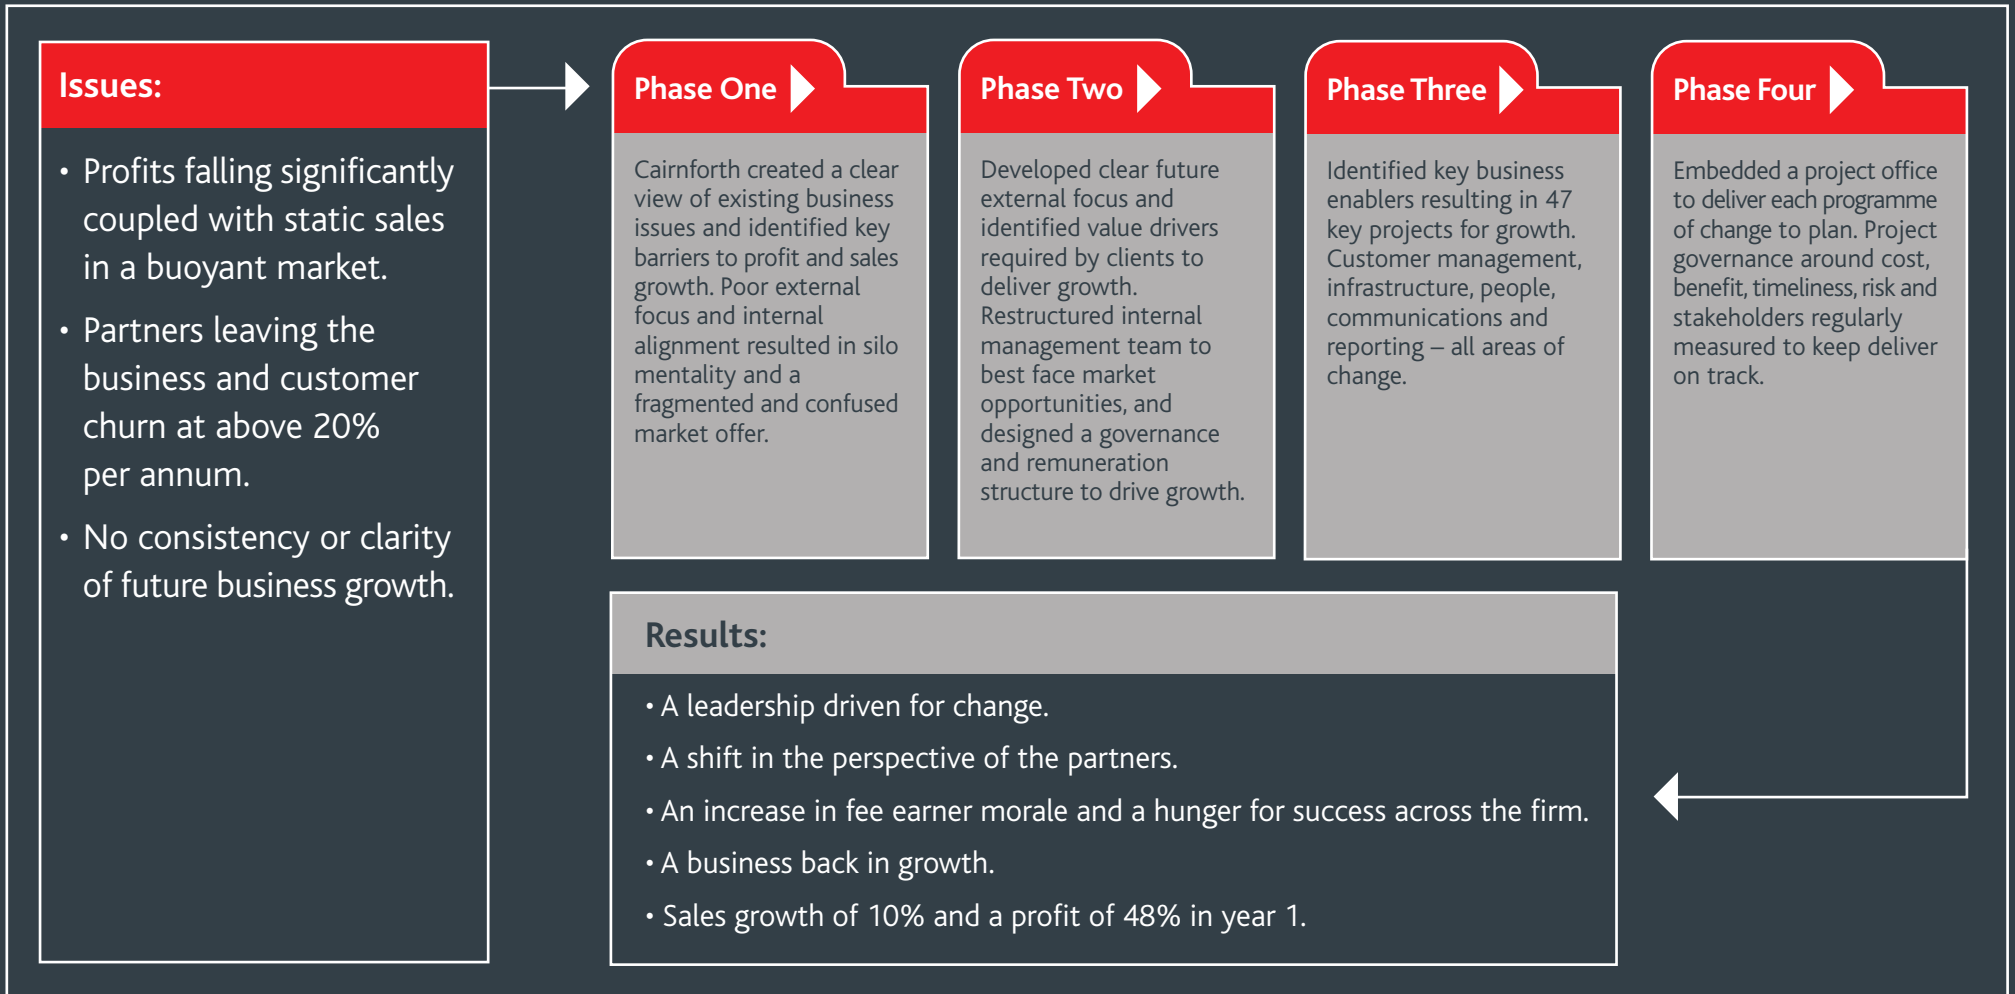 Issues:
• Profits falling significantly
coupled with static sales
in a buoyant market.
• Partners leaving the
business and customer
churn at above 20%
per annum.
• No consistency or clarity
of future business growth.
Phase One
Cairnforth created a clear
view of existing business
issues and identified key
barriers to profit and sales
growth. Poor external
focus and internal
alignment resulted in silo
mentality and a
fragmented and confused
market offer.
Phase Two
Developed clear future
external focus and
identified value drivers
required by clients to
deliver growth.
Restructured internal
management team to
best face market
opportunities, and
designed a governance
and remuneration
structure to drive growth.
Phase Three
Identified key business
enablers resulting in 47
key projects for growth.
Customer management,
infrastructure, people,
communications and
reporting – all areas of
change.
Phase Four
Embedded a project office
to deliver each programme
of change to plan. Project
governance around cost,
benefit, timeliness, risk and
stakeholders regularly
measured to keep deliver
on track.
Results:
• A leadership driven for change.
• A shift in the perspective of the partners.
• An increase in fee earner morale and a hunger for success across the firm.
• A business back in growth.
• Sales growth of 10% and a profit of 48% in year 1.